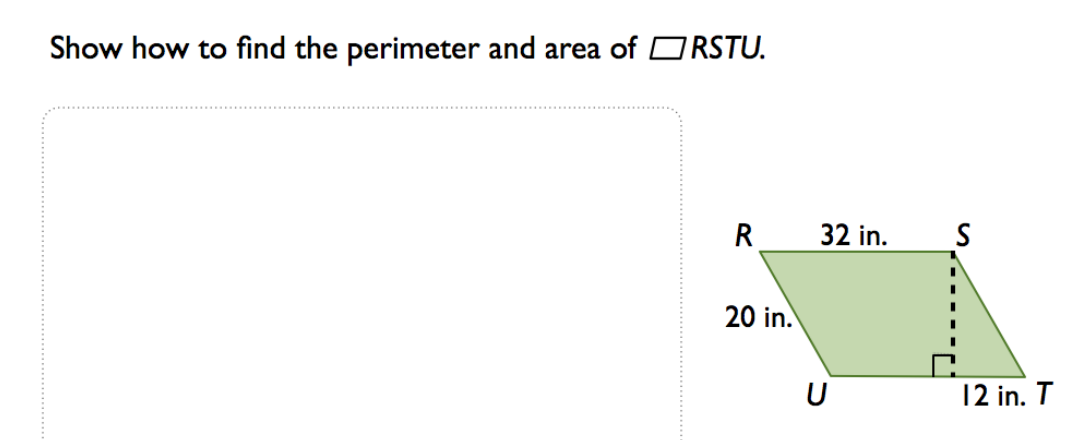 Show how to find the perimeter and area of ▱RSTU.
R 32 in. S
20 in.
U 12 in. T